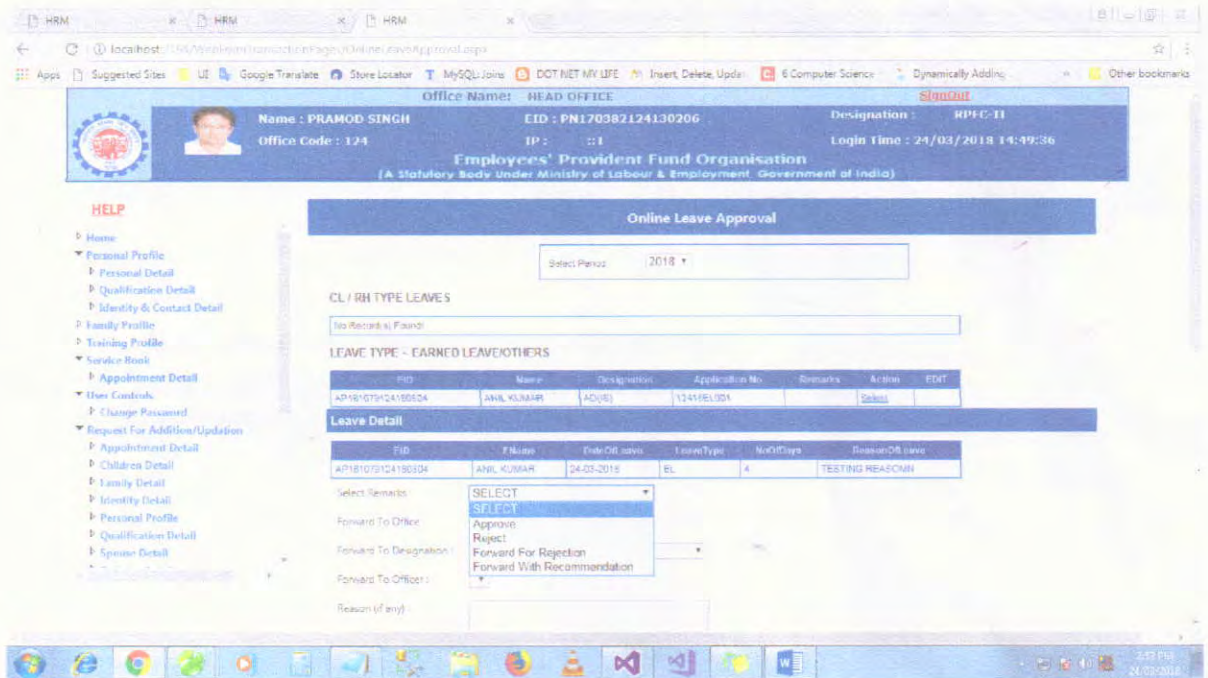 HRM HRM HRM
localhost
Apps Suggested Sites UI Google Translate Store Locator MySQL: Joins DOT NET MY LIFE Insert, Delete, Upda 6 Computer Science Dynamically Adding » Other bookmarks
Office Name: HEAD OFFICE SignOut
Name : PRAMOD SINGH EID : PN170382124130206 Designation : RPFC-II
Office Code : 124 IP : ::1 Login Time : 24/03/2018 14:49:36
Employees' Provident Fund Organisation
(A Statutory Body Under Ministry of Labour & Employment, Government of India)
HELP
Home
Personal Profile
Personal Detail
Qualification Detail
Identity & Contact Detail
Family Profile
Training Profile
Service Book
Appointment Detail
User Controls
Change Password
Request For Addition/Updation
Appointment Detail
Children Detail
Family Detail
Identity Detail
Personal Profile
Qualification Detail
Spouse Detail
Online Leave Approval
Select Period 2018
CL / RH TYPE LEAVES
No Record(s) Found!
LEAVE TYPE - EARNED LEAVE/OTHERS
EID Name Designation Application No Remarks Action EDIT
ANIL KUMAR AD(IS) Select
Leave Detail
EID EName DateOfLeave LeaveType NoOfDays ReasonOfLeave
ANIL KUMAR 24-03-2018 EL 4 TESTING REASOMN
Select Remarks : SELECT
SELECT
Approve
Reject
Forward For Rejection
Forward With Recommendation
Forward To Office
Forward To Designation :
Forward To Officer :
Reason (if any) :
2:57 PM
24/03/2018